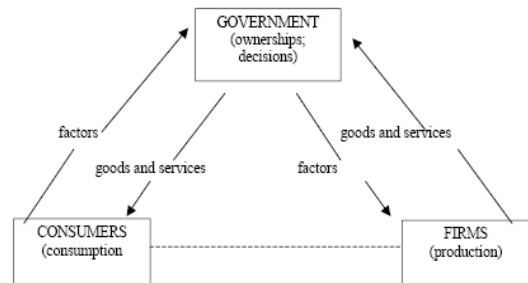 GOVERNMENT
(ownerships;
decisions)
factors
goods and services
goods and services
factors
CONSUMERS
(consumption
FIRMS
(production)